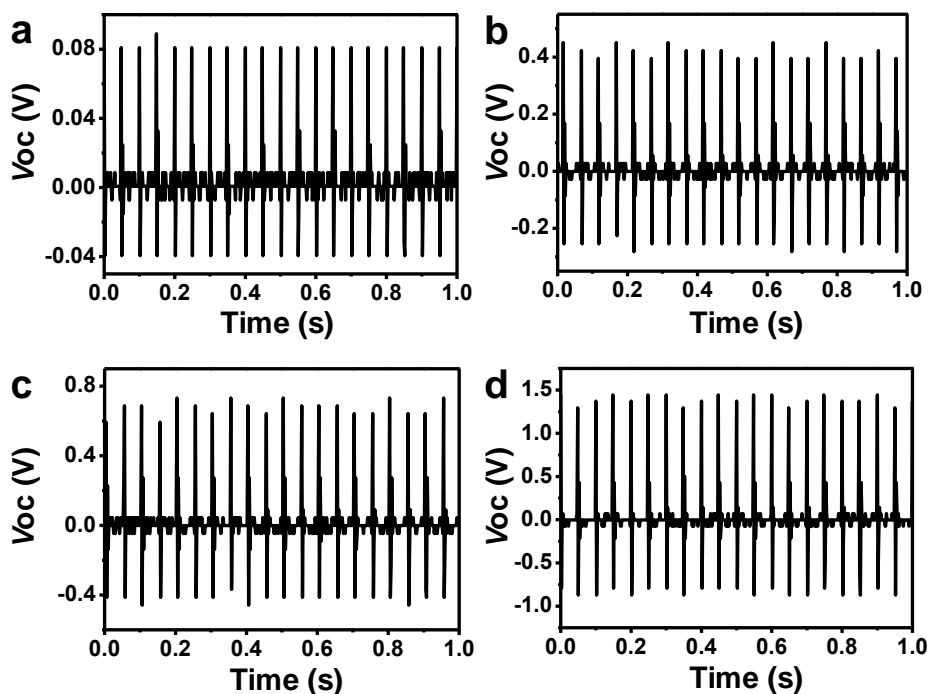 a
Voc (V)
0.08
0.04
0.00
-0.04
0.0 0.2 0.4 0.6 0.8 1.0
Time (s)
b
Voc (V)
0.4
0.2
0.0
-0.2
0.0 0.2 0.4 0.6 0.8 1.0
Time (s)
c
Voc (V)
0.8
0.4
0.0
-0.4
0.0 0.2 0.4 0.6 0.8 1.0
Time (s)
d
Voc (V)
1.5
1.0
0.5
0.0
-0.5
-1.0
0.0 0.2 0.4 0.6 0.8 1.0
Time (s)